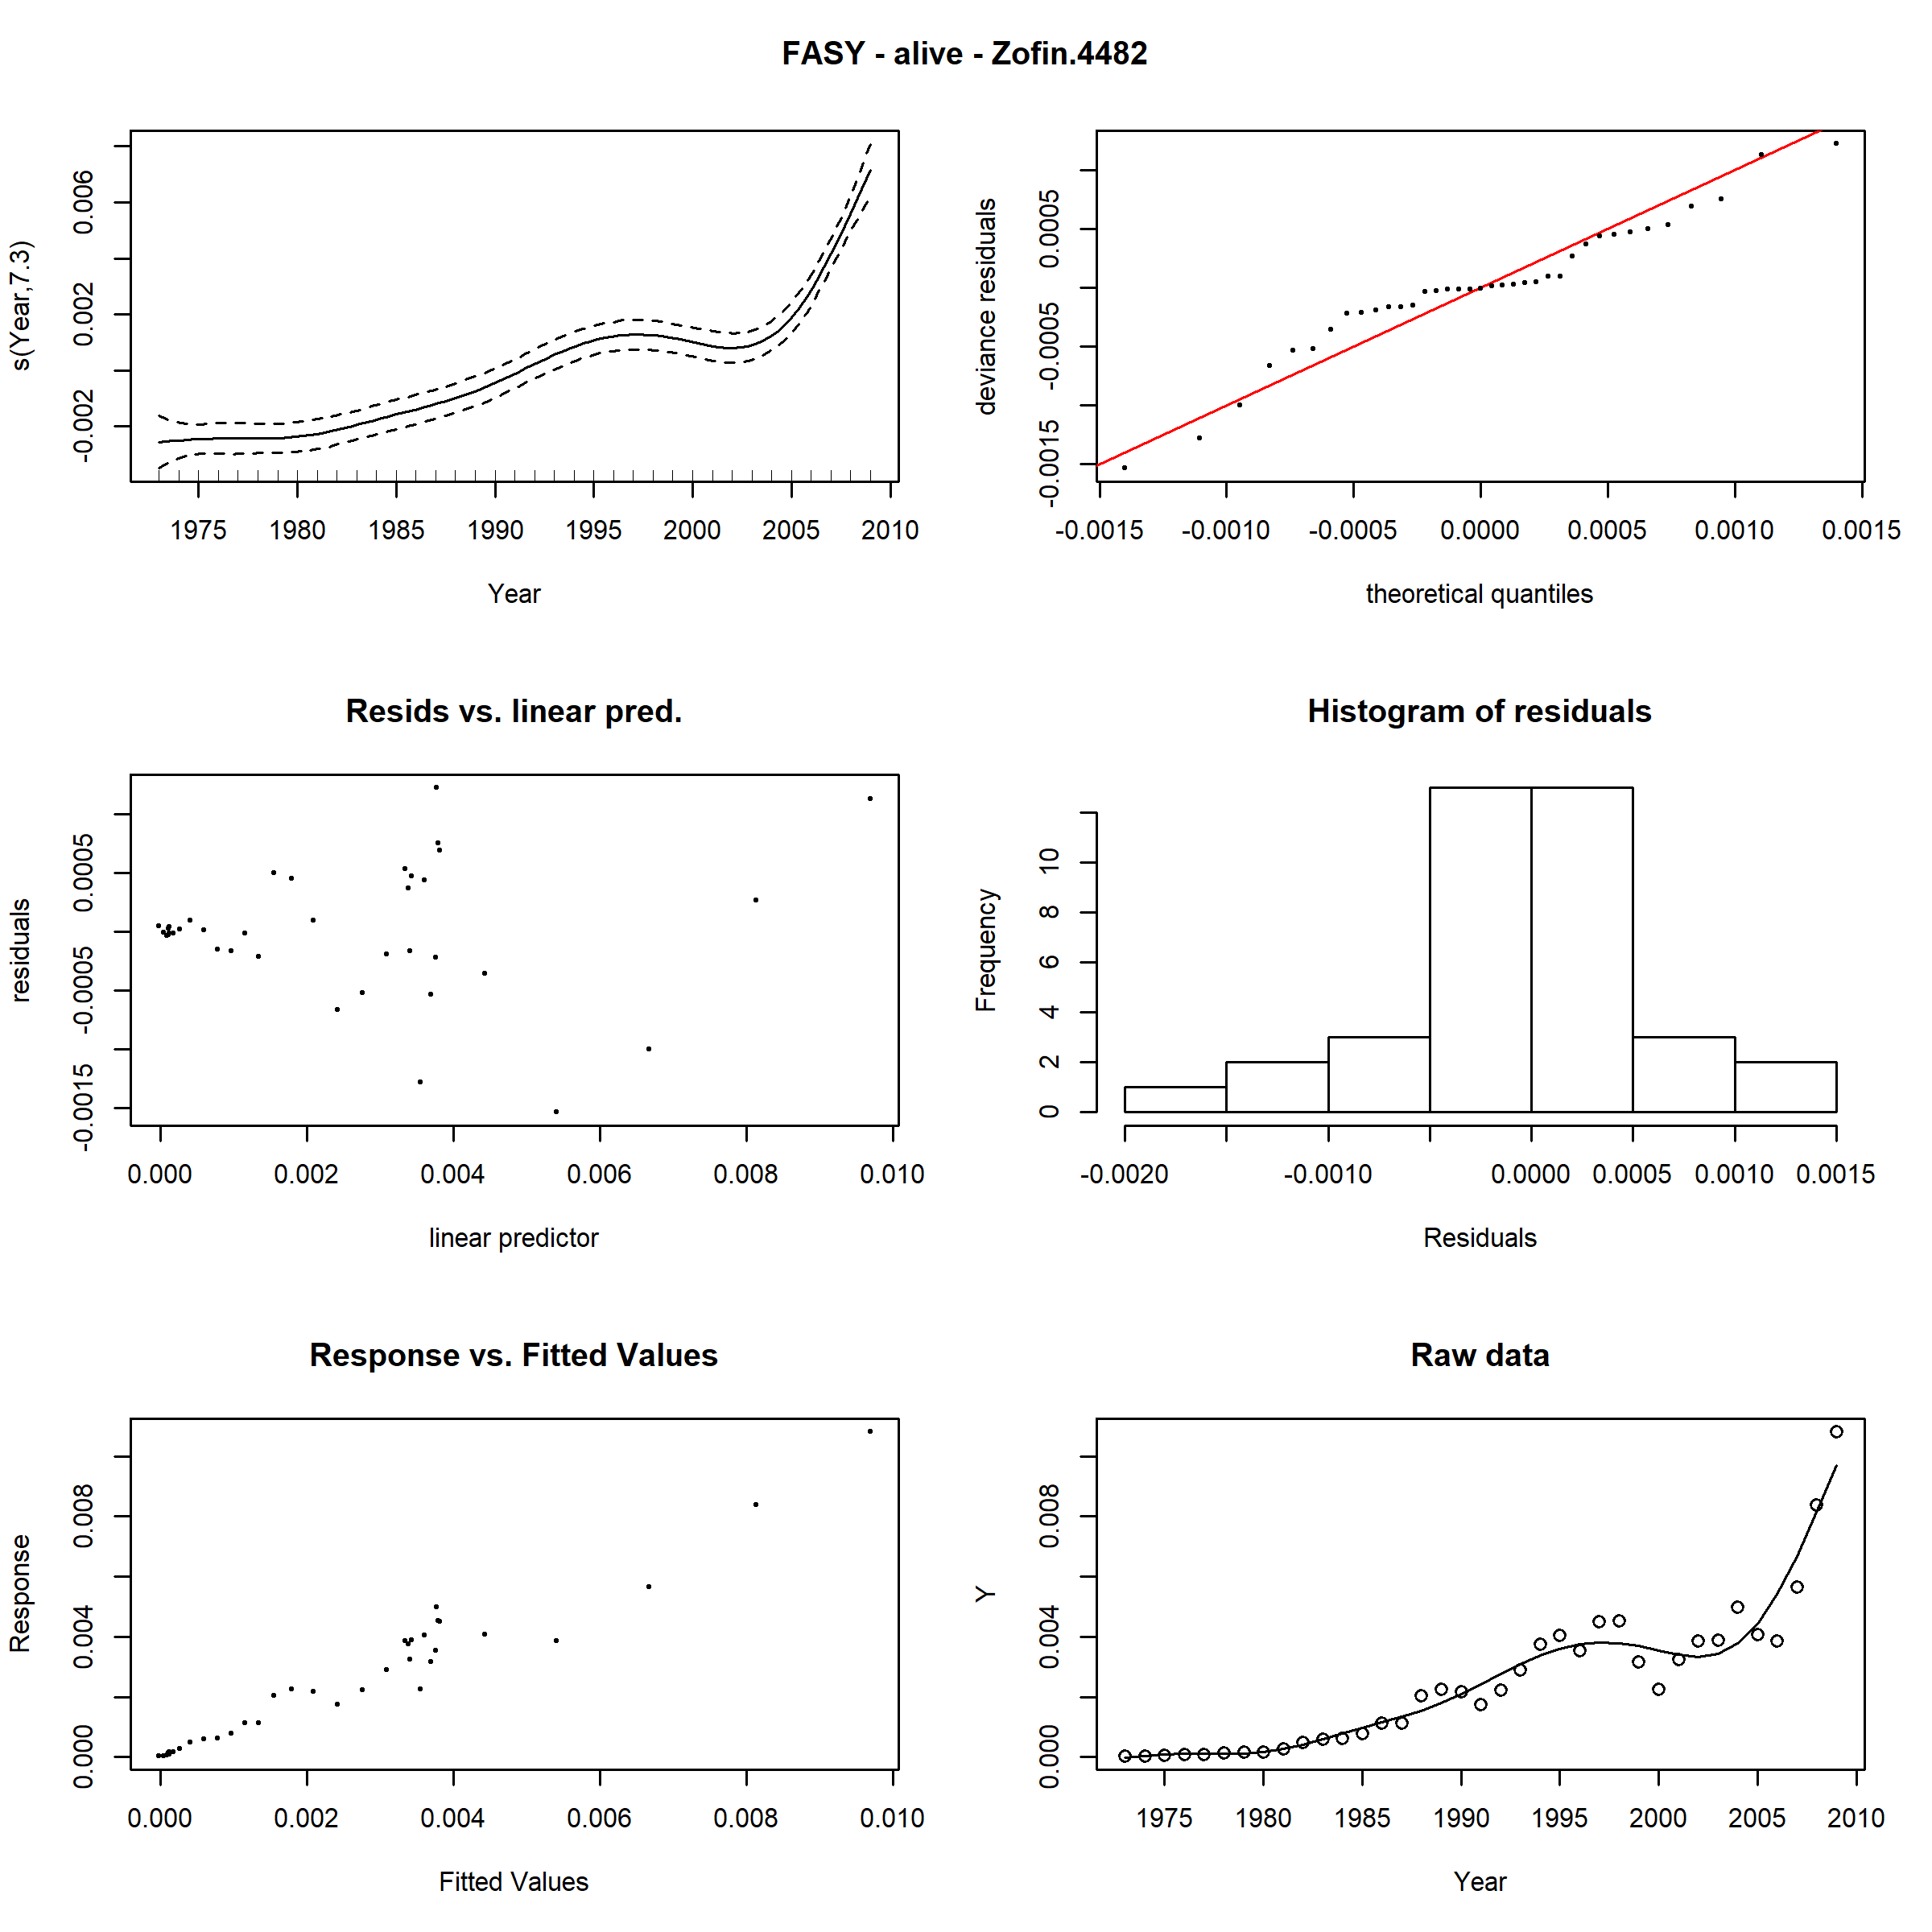 FASY - alive - Zofin.4482
s(Year,7.3)
-0.002 0.002 0.006
1975 1980 1985 1990 1995 2000 2005 2010
Year
deviance residuals
-0.0015 -0.0005 0.0005
-0.0015 -0.0010 -0.0005 0.0000 0.0005 0.0010 0.0015
theoretical quantiles
Resids vs. linear pred.
residuals
-0.0015 -0.0005 0.0005
0.000 0.002 0.004 0.006 0.008 0.010
linear predictor
Histogram of residuals
Frequency
0 2 4 6 8 10
-0.0020 -0.0010 0.0000 0.0005 0.0010 0.0015
Residuals
Response vs. Fitted Values
Response
0.000 0.004 0.008
0.000 0.002 0.004 0.006 0.008 0.010
Fitted Values
Raw data
Y
0.000 0.004 0.008
1975 1980 1985 1990 1995 2000 2005 2010
Year